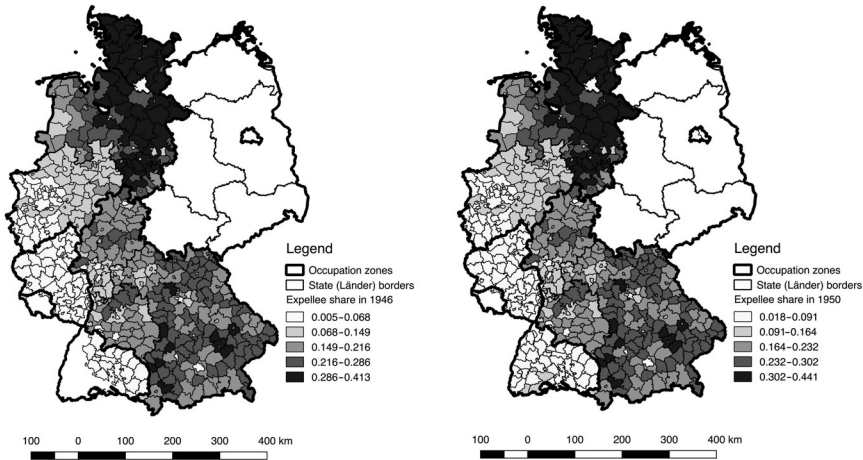 Legend
Occupation zones
State (Länder) borders
Expellee share in 1946
0.005–0.068
0.068–0.149
0.149–0.216
0.216–0.286
0.286–0.413
100 0 100 200 300 400 km
Legend
Occupation zones
State (Länder) borders
Expellee share in 1950
0.018–0.091
0.091–0.164
0.164–0.232
0.232–0.302
0.302–0.441
100 0 100 200 300 400 km